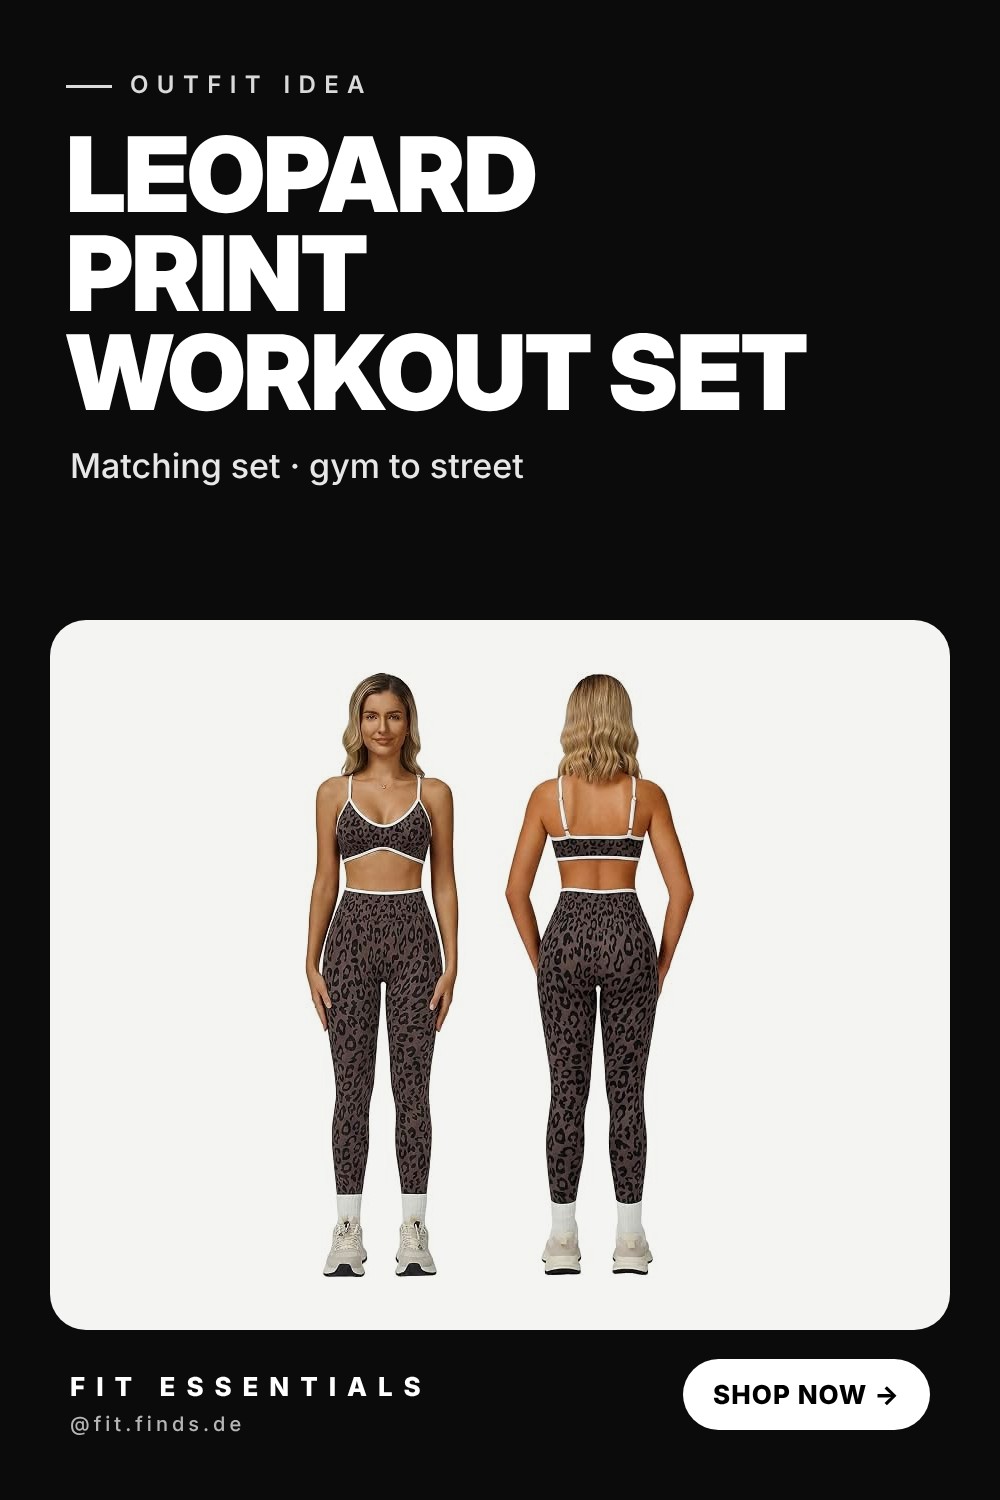 OUTFIT IDEA
LEOPARD
PRINT
WORKOUT SET
Matching set · gym to street
FIT ESSENTIALS
@fit.finds.de
SHOP NOW →